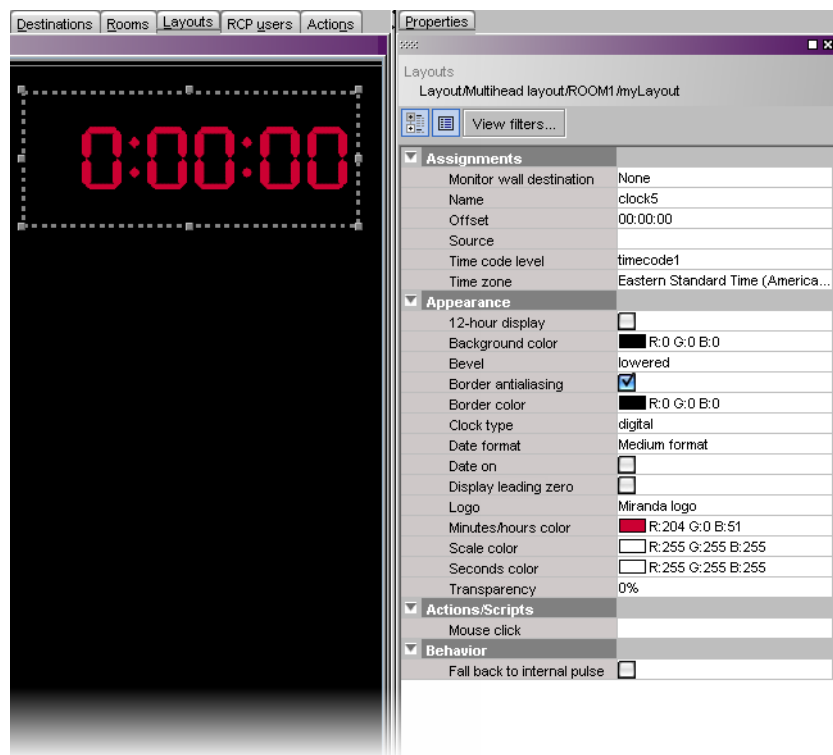 Destinations Rooms Layouts RCP users Actions
0:00:00
Properties
Layouts
Layout/Multihead layout/ROOM1/myLayout
View filters...
Assignments
Monitor wall destination None
Name clock5
Offset 00:00:00
Source
Time code level timecode1
Time zone Eastern Standard Time (America...
Appearance
12-hour display
Background color R:0 G:0 B:0
Bevel lowered
Border antialiasing
Border color R:0 G:0 B:0
Clock type digital
Date format Medium format
Date on
Display leading zero
Logo Miranda logo
Minutes/hours color R:204 G:0 B:51
Scale color R:255 G:255 B:255
Seconds color R:255 G:255 B:255
Transparency 0%
Actions/Scripts
Mouse click
Behavior
Fall back to internal pulse